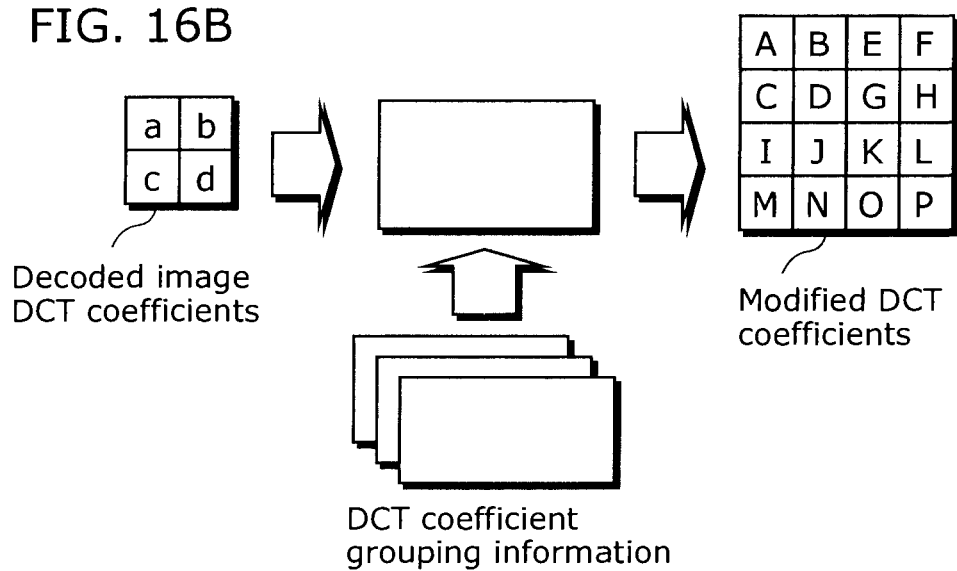 FIG. 16B
A B E F
a b
C D G H
c d
I J K L
M N O P
Decoded image
DCT coefficients
Modified DCT
coefficients
DCT coefficient
grouping information